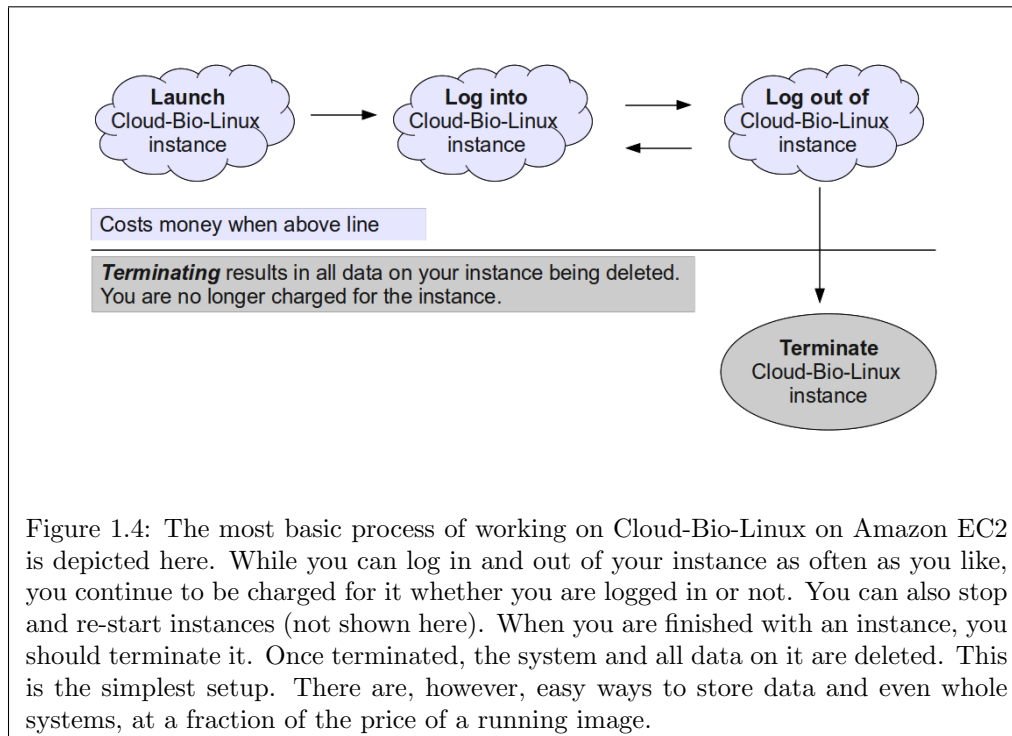 Launch
Cloud-Bio-Linux
instance
Log into
Cloud-Bio-Linux
instance
Log out of
Cloud-Bio-Linux
instance
Costs money when above line
Terminating results in all data on your instance being deleted.
You are no longer charged for the instance.
Terminate
Cloud-Bio-Linux
instance
Figure 1.4: The most basic process of working on Cloud-Bio-Linux on Amazon EC2
is depicted here. While you can log in and out of your instance as often as you like,
you continue to be charged for it whether you are logged in or not. You can also stop
and re-start instances (not shown here). When you are finished with an instance, you
should terminate it. Once terminated, the system and all data on it are deleted. This
is the simplest setup. There are, however, easy ways to store data and even whole
systems, at a fraction of the price of a running image.